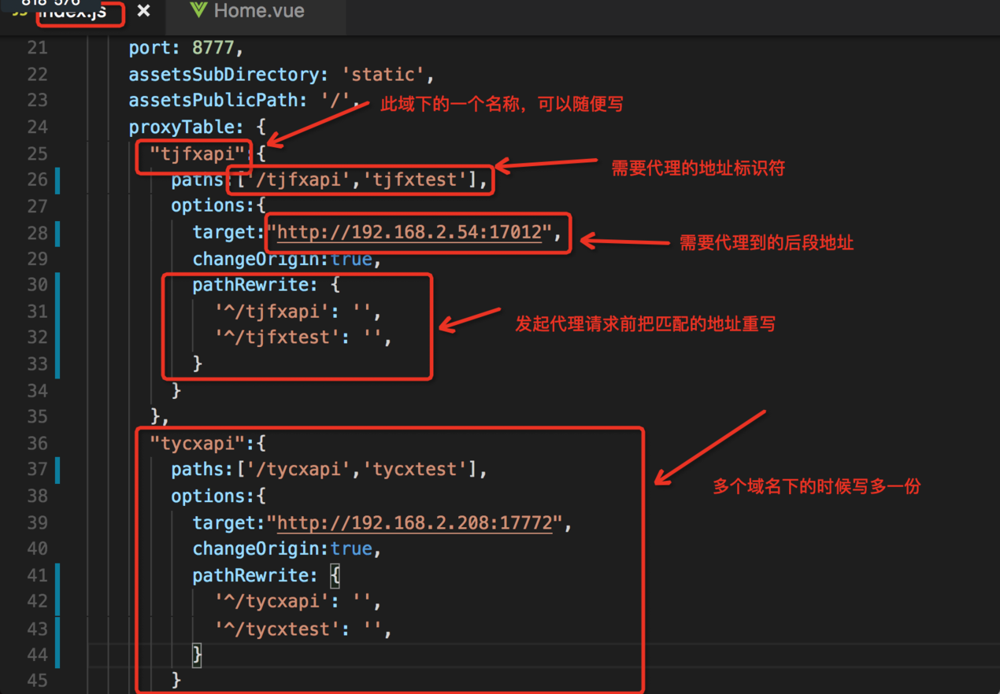 index.js × Home.vue
21 port: 8777,
22 assetsSubDirectory: 'static',
23 assetsPublicPath: '/', 此域下的一个名称，可以随便写
24 proxyTable: {
25 "tjfxapi":{
26 paths:['/tjfxapi','tjfxtest'], 需要代理的地址标识符
27 options:{
28 target:"http://192.168.2.54:17012", 需要代理到的后段地址
29 changeOrigin:true,
30 pathRewrite: {
31 '^/tjfxapi': '',
32 '^/tjfxtest': '', 发起代理请求前把匹配的地址重写
33 }
34 }
35 },
36 "tycxapi":{
37 paths:['/tycxapi','tycxtest'],
38 options:{ 多个域名下的时候写多一份
39 target:"http://192.168.2.208:17772",
40 changeOrigin:true,
41 pathRewrite: {
42 '^/tycxapi': '',
43 '^/tycxtest': '',
44 }
45 }